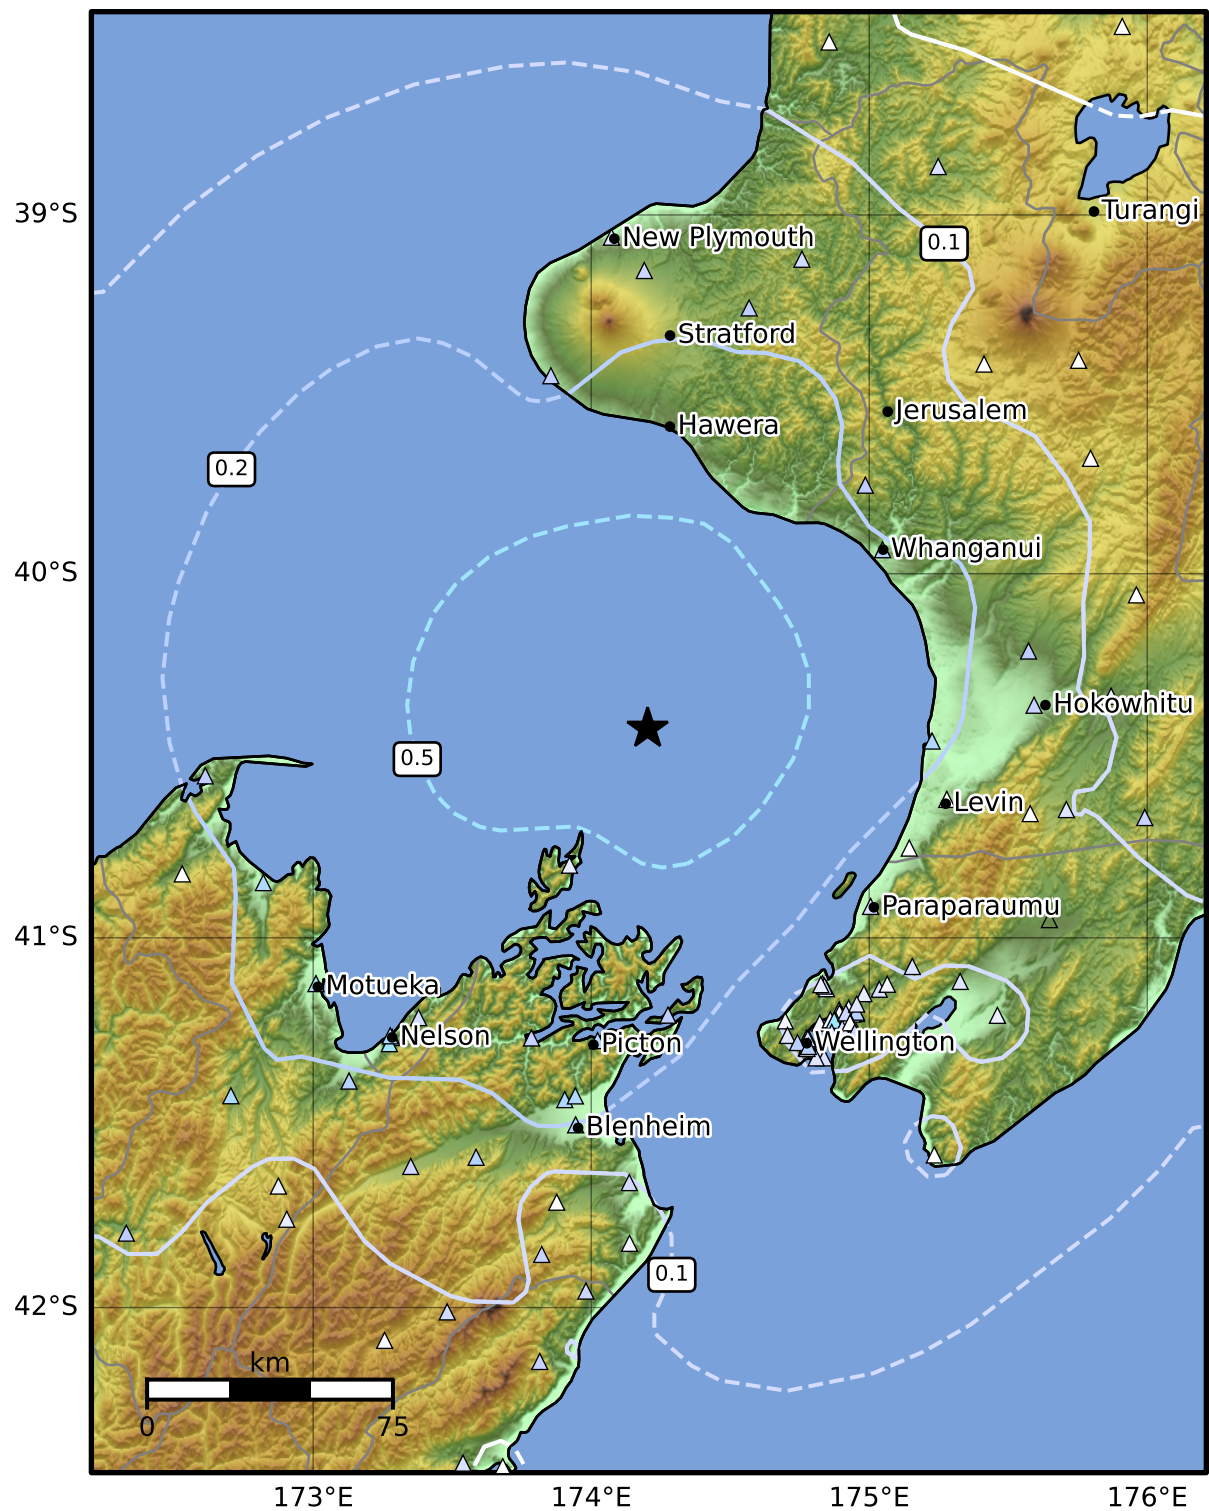 39°S
40°S
41°S
42°S
Turangi
New Plymouth
0.1
Stratford
Jerusalem
Hawera
0.2
Whanganui
Hokowhitu
0.5
Levin
Paraparaumu
Motueka
Nelson
Picton
Wellington
Blenheim
0.1
km
0
75
173°E
174°E
175°E
176°E